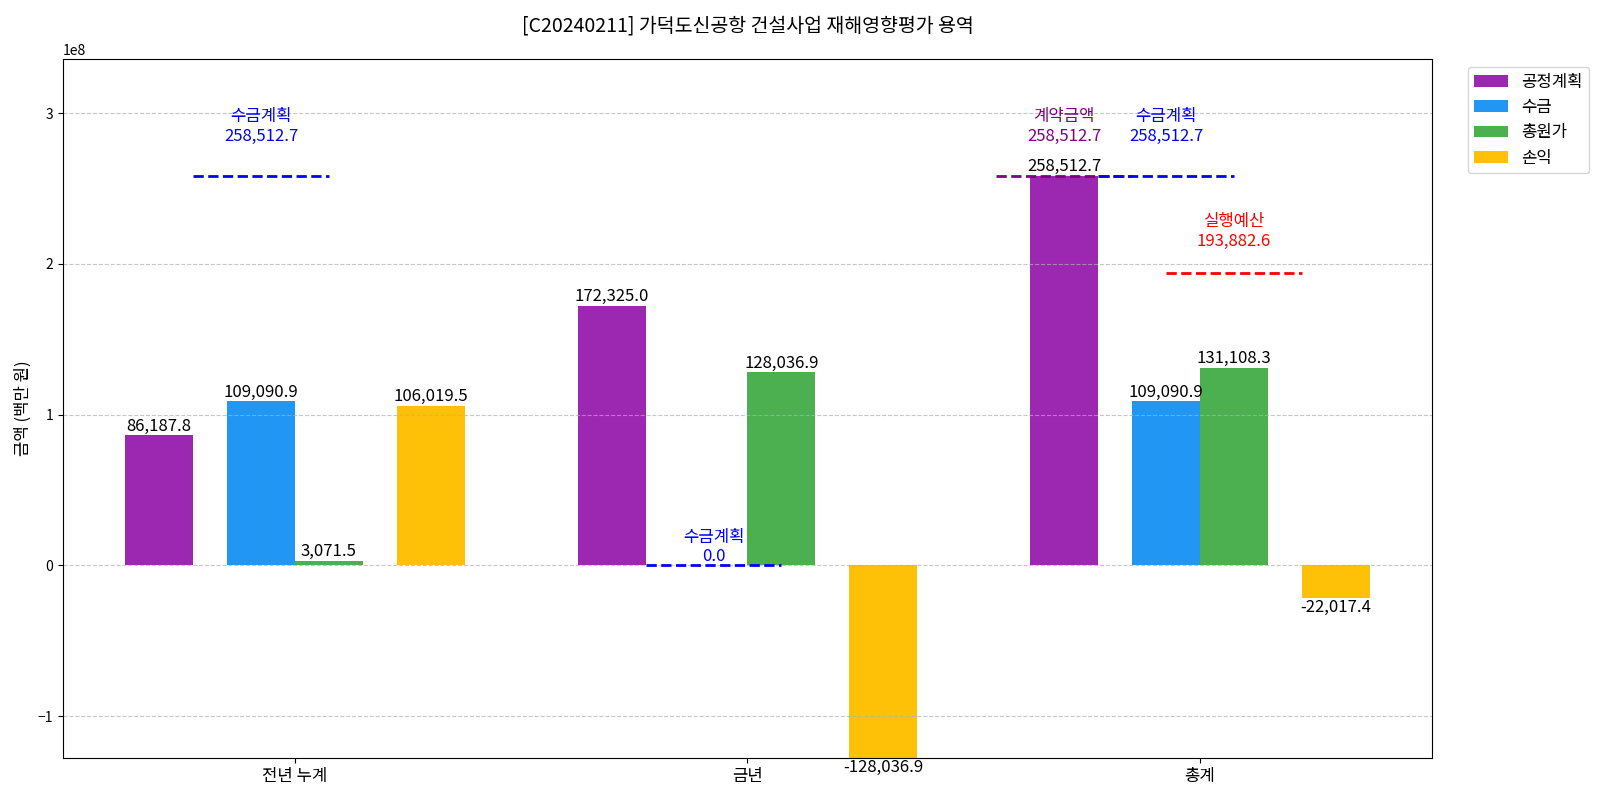 [C20240211] 가덕도신공항 건설사업 재해영향평가 용역
1e8
공정계획
수금
총원가
손익
수금계획
258,512.7
계약금액
258,512.7
수금계획
258,512.7
258,512.7
실행예산
193,882.6
172,325.0
128,036.9
131,108.3
109,090.9
106,019.5
109,090.9
86,187.8
수금계획
0.0
3,071.5
-22,017.4
-128,036.9
3
2
1
0
−1
금액 (백만 원)
전년 누계
금년
총계